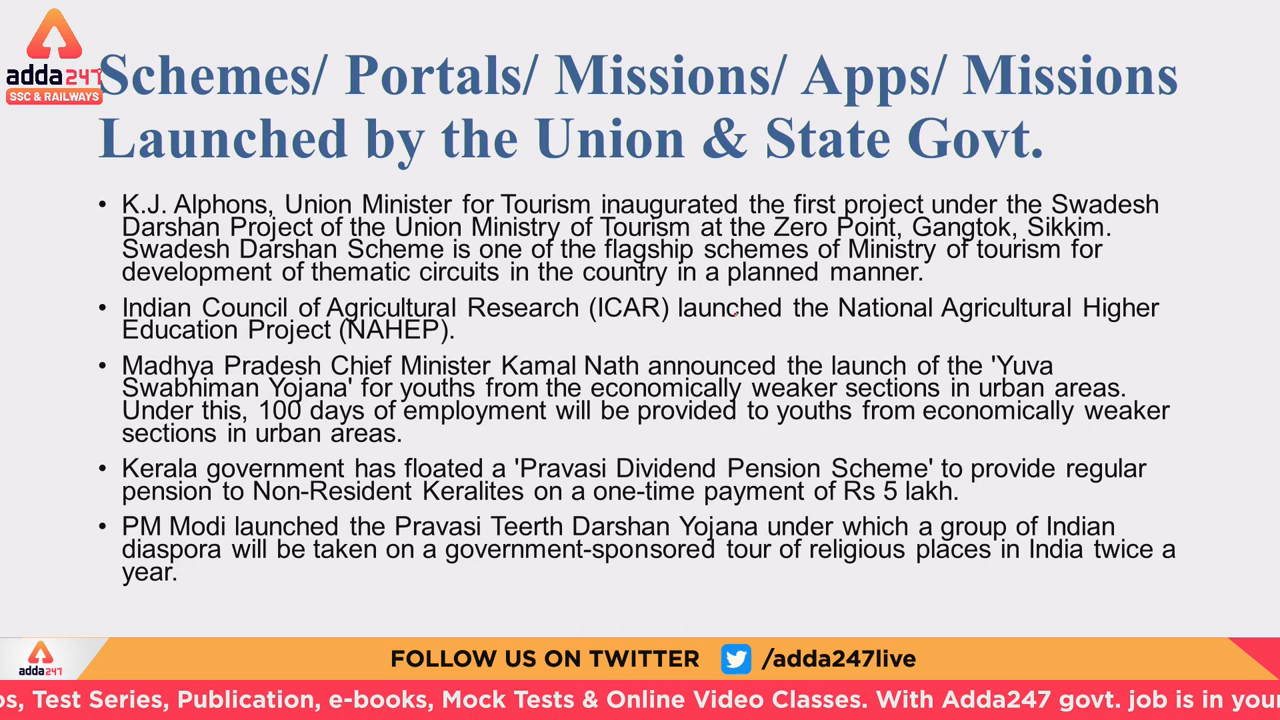 adda247
SSC & RAILWAYS
Schemes/ Portals/ Missions/ Apps/ Missions
Launched by the Union & State Govt.
• K.J. Alphons, Union Minister for Tourism inaugurated the first project under the Swadesh
Darshan Project of the Union Ministry of Tourism at the Zero Point, Gangtok, Sikkim.
Swadesh Darshan Scheme is one of the flagship schemes of Ministry of tourism for
development of thematic circuits in the country in a planned manner.
• Indian Council of Agricultural Research (ICAR) launched the National Agricultural Higher
Education Project (NAHEP).
• Madhya Pradesh Chief Minister Kamal Nath announced the launch of the 'Yuva
Swabhiman Yojana' for youths from the economically weaker sections in urban areas.
Under this, 100 days of employment will be provided to youths from economically weaker
sections in urban areas.
• Kerala government has floated a 'Pravasi Dividend Pension Scheme' to provide regular
pension to Non-Resident Keralites on a one-time payment of Rs 5 lakh.
• PM Modi launched the Pravasi Teerth Darshan Yojana under which a group of Indian
diaspora will be taken on a government-sponsored tour of religious places in India twice a
year.
adda247
FOLLOW US ON TWITTER /adda247live
s, Test Series, Publication, e-books, Mock Tests & Online Video Classes. With Adda247 govt. job is in your